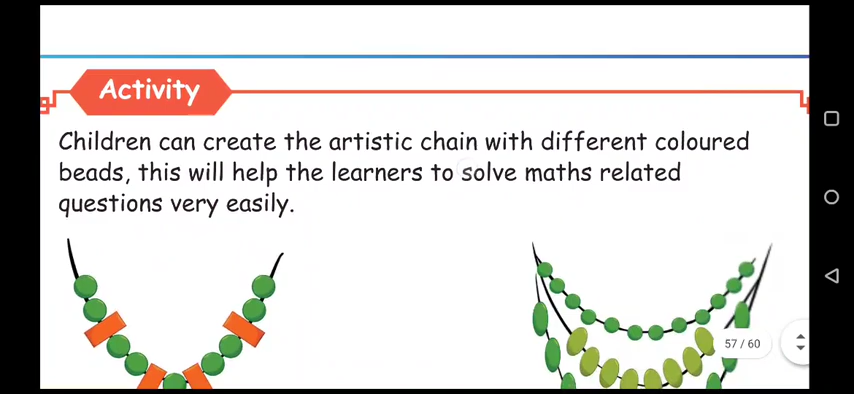 Activity
Children can create the artistic chain with different coloured
beads, this will help the learners to solve maths related
questions very easily.
57 / 60